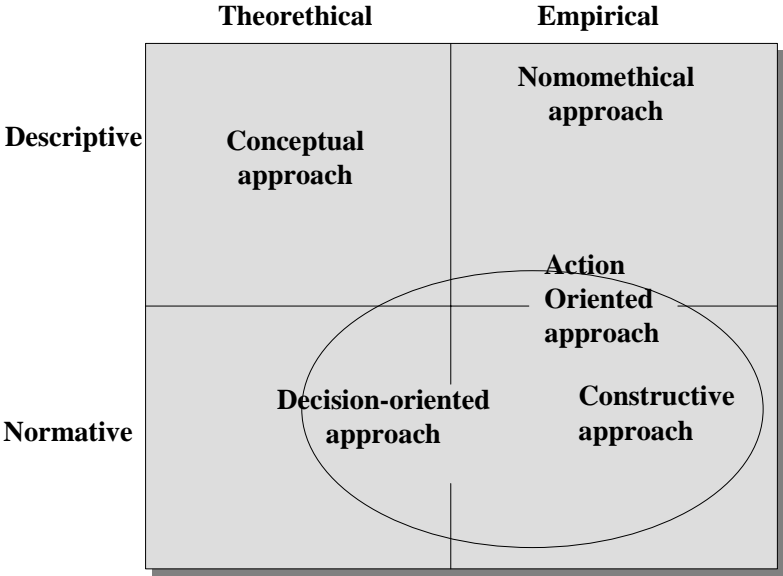 Theorethical
Empirical
Descriptive
Conceptual
approach
Nomomethical
approach
Action
Oriented
approach
Normative
Decision-oriented
approach
Constructive
approach